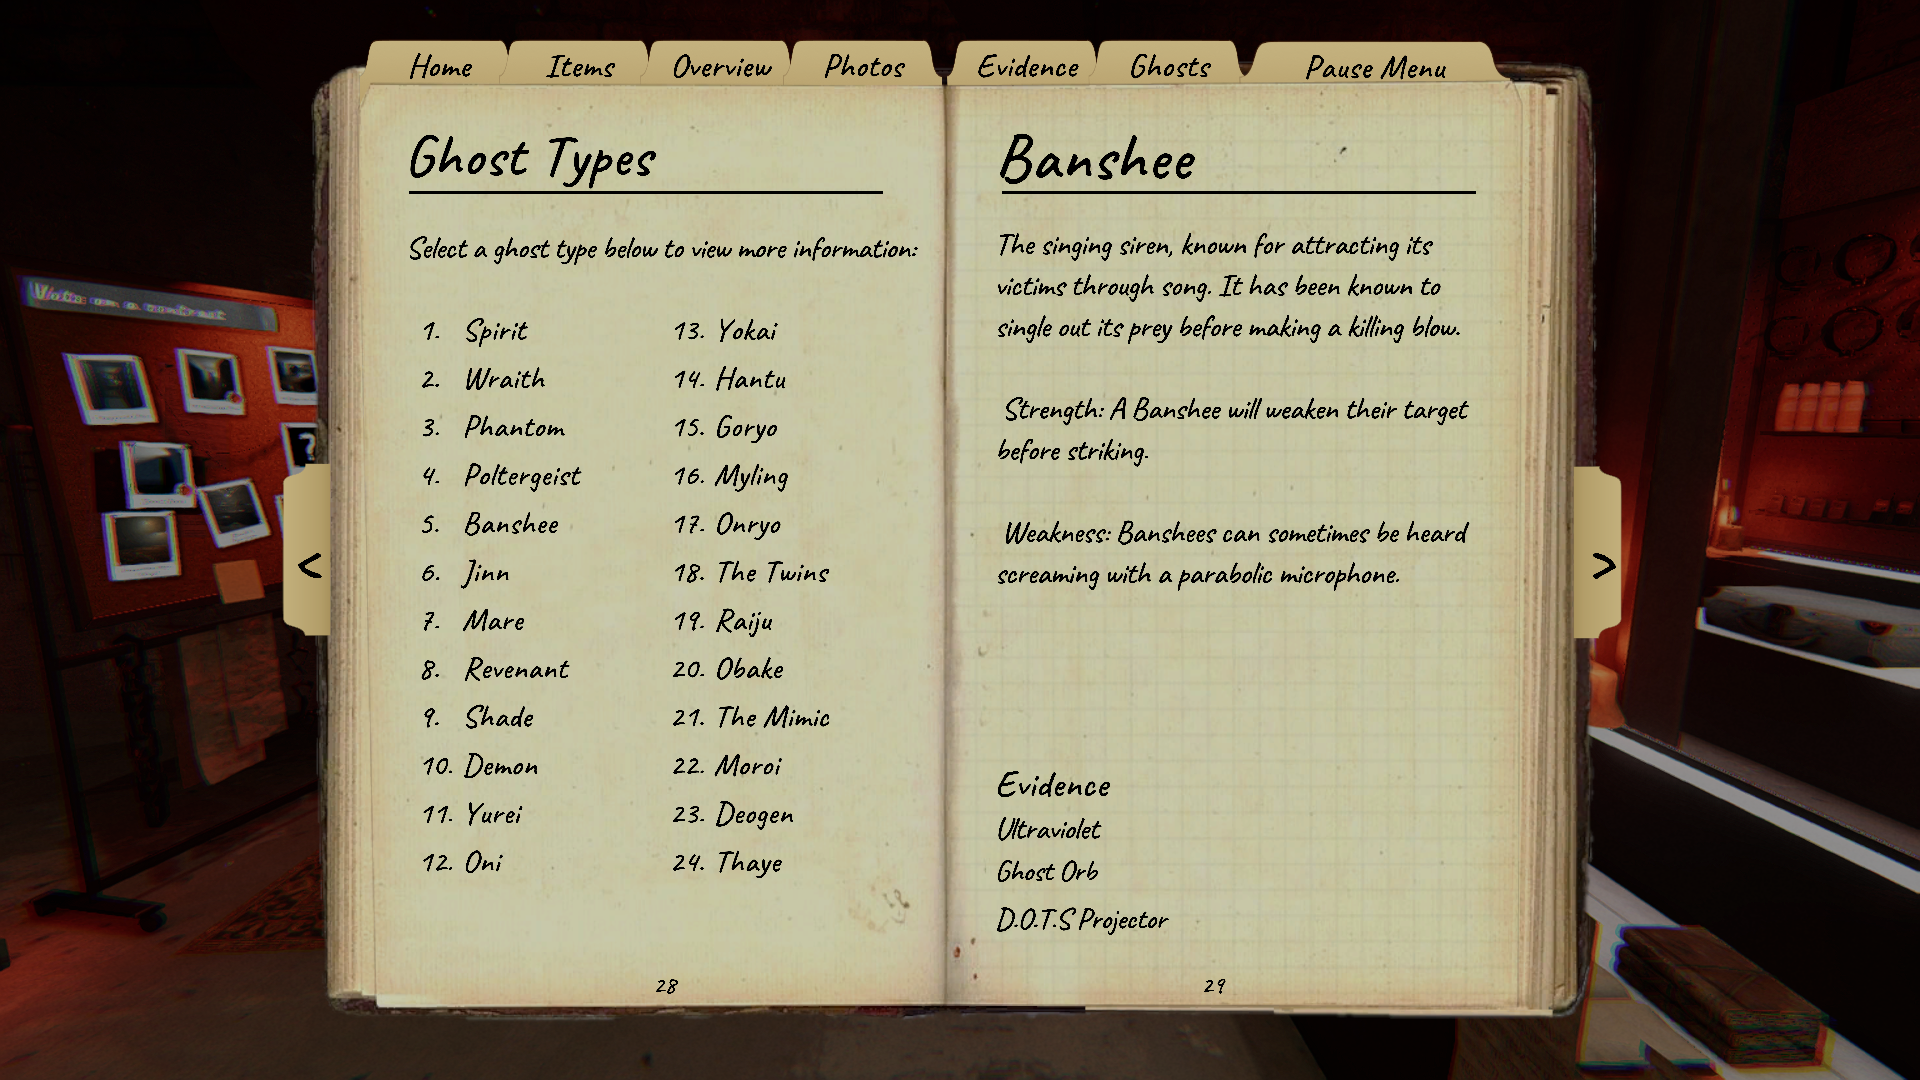 Home
Items
Overview
Photos
Evidence
Ghosts
Pause Menu
Ghost Types
Select a ghost type below to view more information:
1. Spirit
2. Wraith
3. Phantom
4. Poltergeist
5. Banshee
6. Jinn
7. Mare
8. Revenant
9. Shade
10. Demon
11. Yurei
12. Oni
13. Yokai
14. Hantu
15. Goryo
16. Myling
17. Onryo
18. The Twins
19. Raiju
20. Obake
21. The Mimic
22. Moroi
23. Deogen
24. Thaye
28
<
Banshee
The singing siren, known for attracting its
victims through song. It has been known to
single out its prey before making a killing blow.
Strength: A Banshee will weaken their target
before striking.
Weakness: Banshees can sometimes be heard
screaming with a parabolic microphone.
Evidence
Ultraviolet
Ghost Orb
D.O.T.S Projector
29
>
?